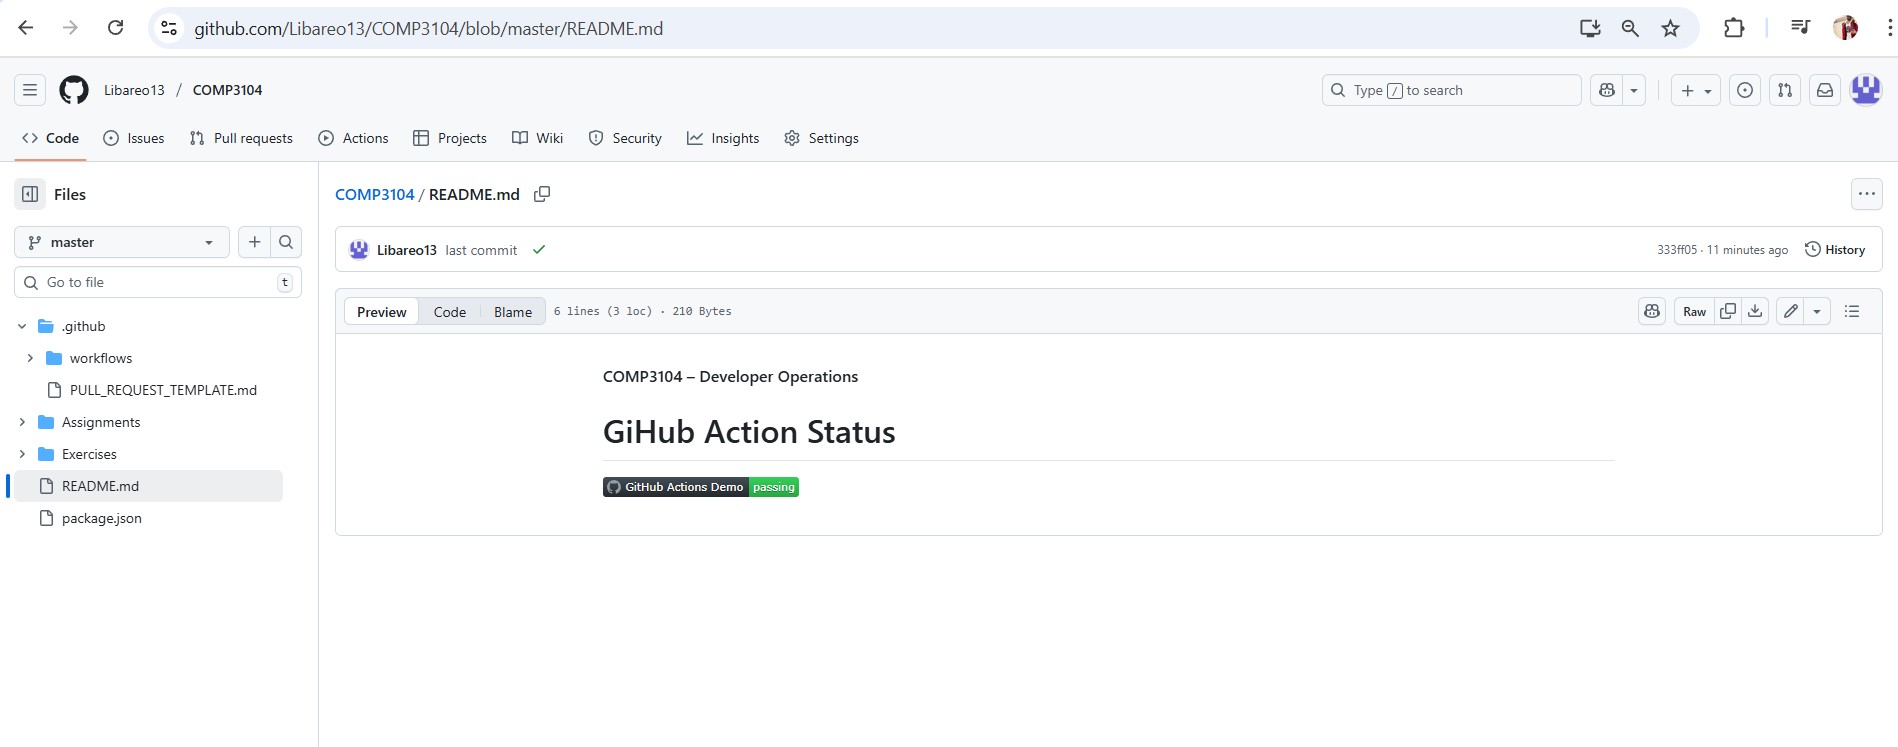 github.com/Libareo13/COMP3104/blob/master/README.md
Libareo13 / COMP3104
Type / to search
Code Issues Pull requests Actions Projects Wiki Security Insights Settings
Files
master
Go to file t
.github
workflows
PULL_REQUEST_TEMPLATE.md
Assignments
Exercises
README.md
package.json
COMP3104 / README.md
Libareo13 last commit
333ff05 · 11 minutes ago History
Preview Code Blame 6 lines (3 loc) · 210 Bytes
Raw
COMP3104 – Developer Operations
GiHub Action Status
GitHub Actions Demo passing